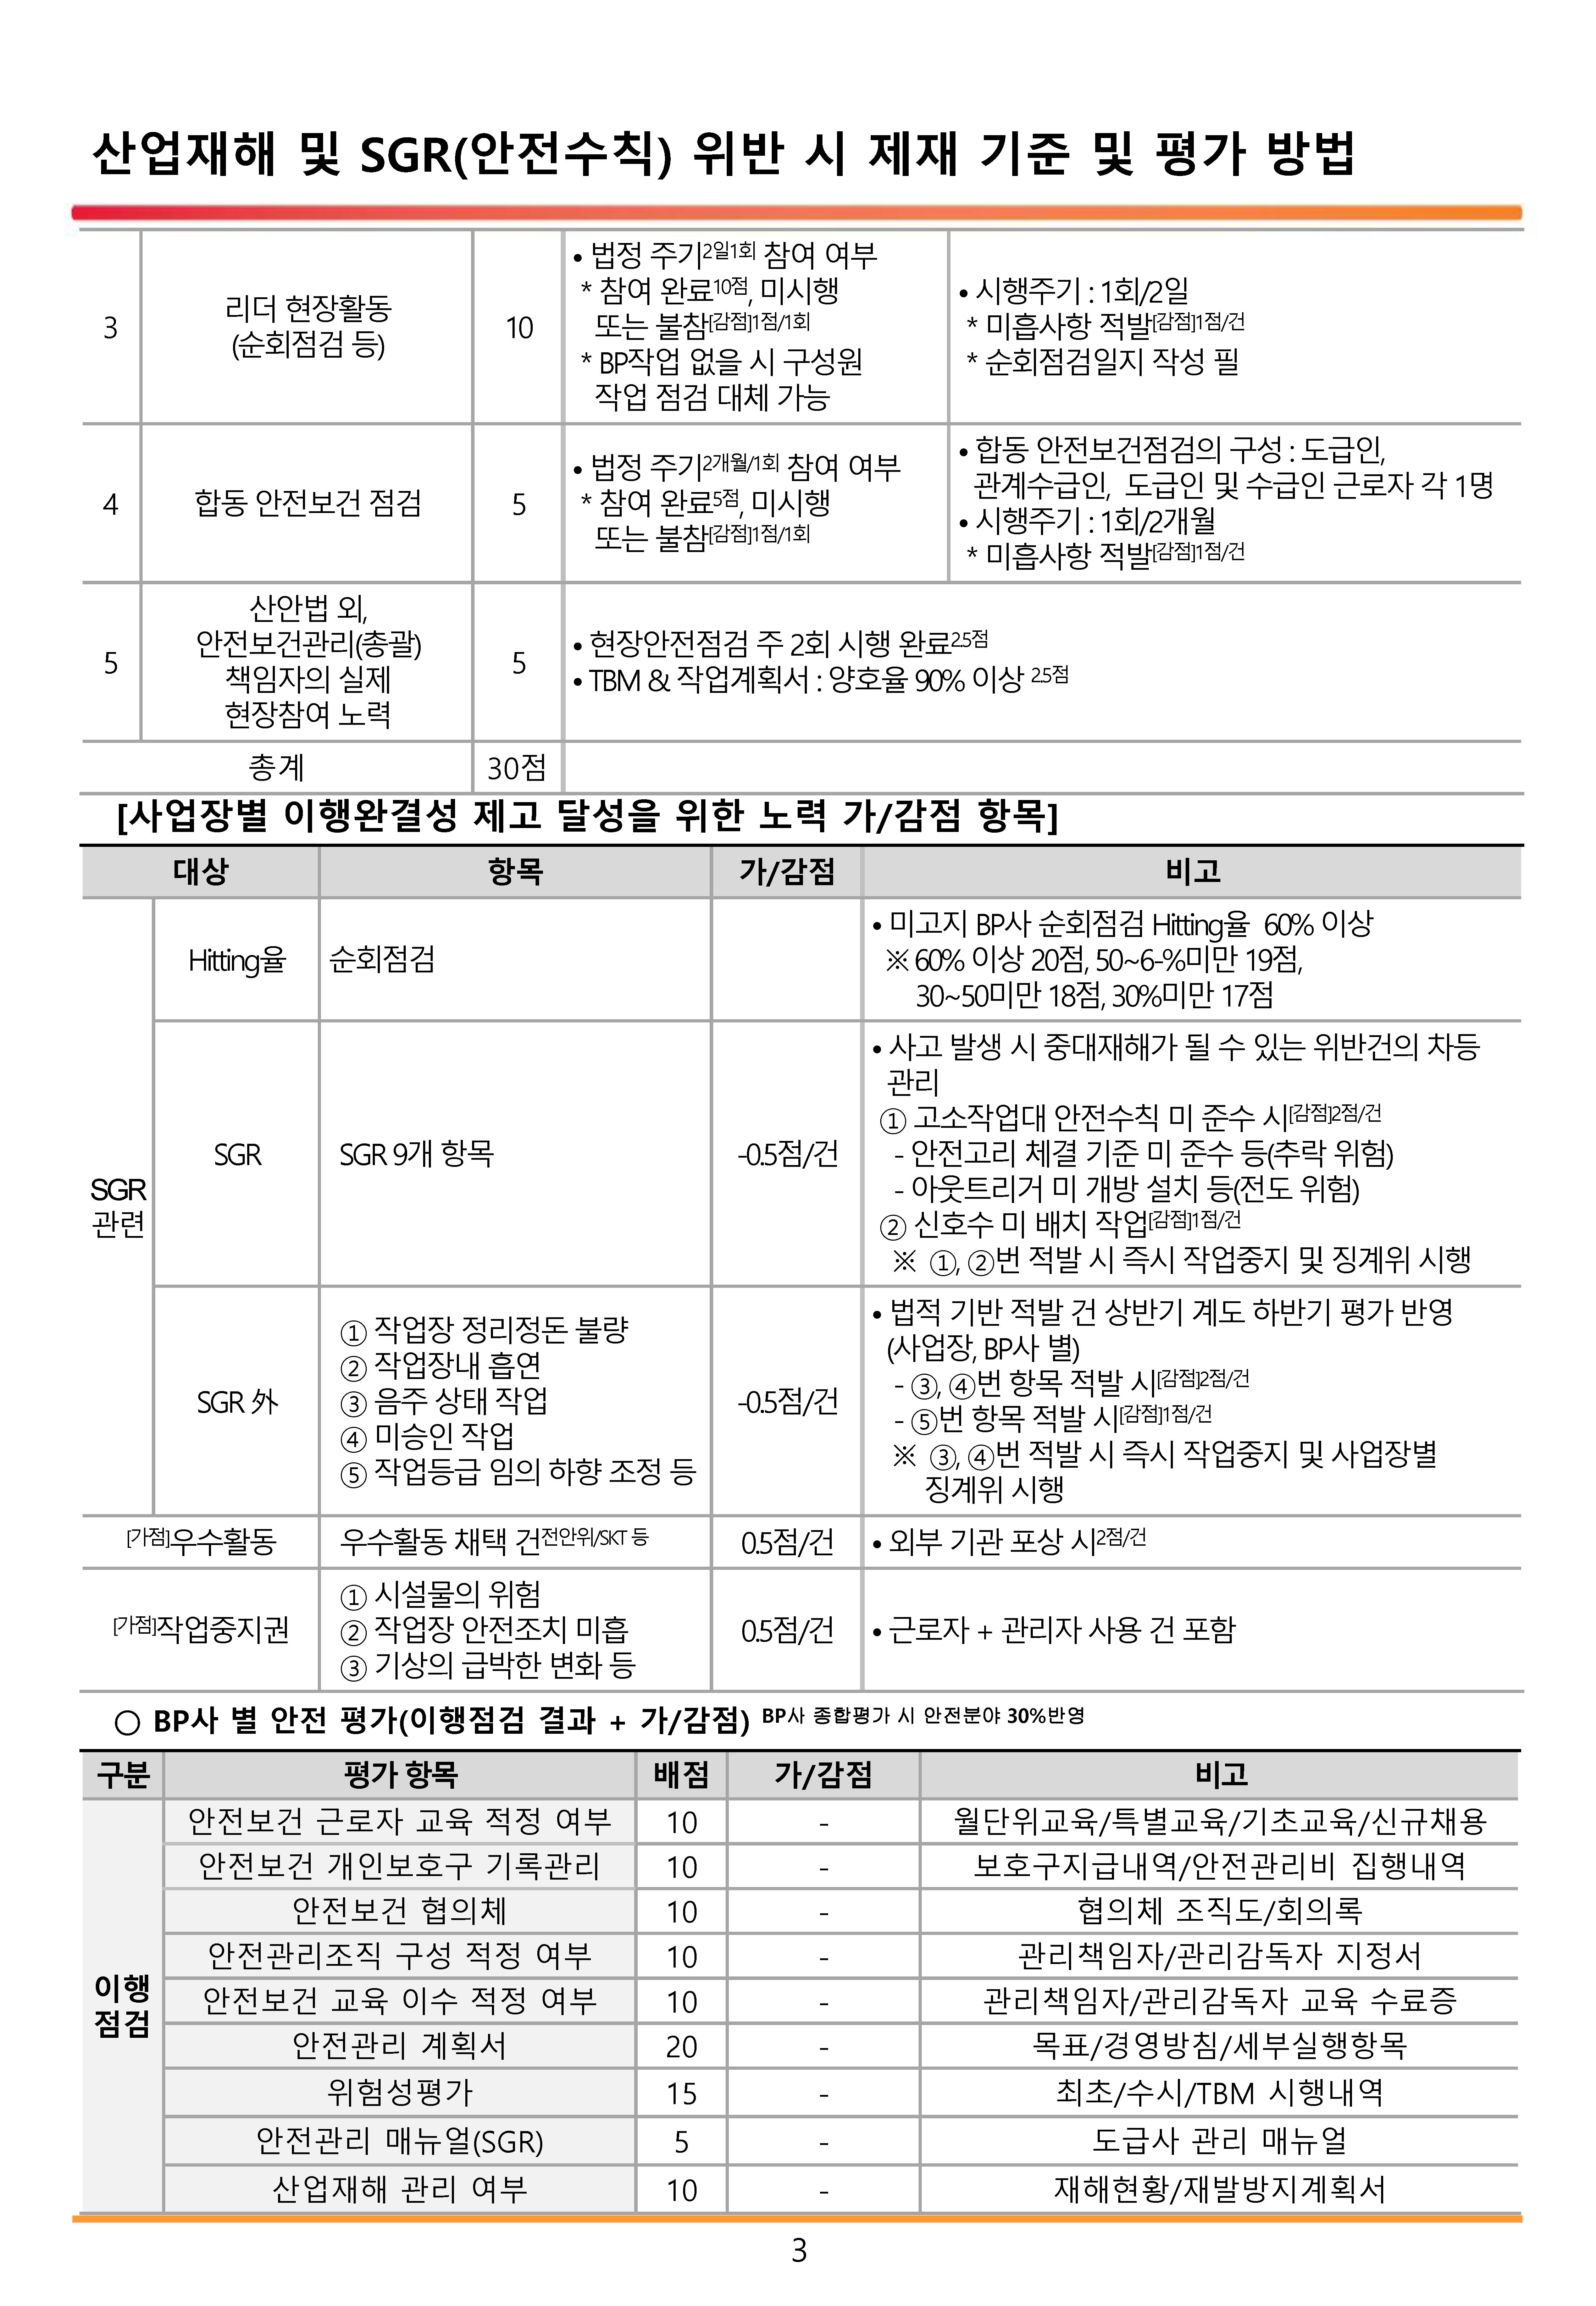 산업재해 및 SGR(안전수칙) 위반 시 제재 기준 및 평가 방법
3
리더 현장활동
(순회점검 등)
10
• 법정 주기2일1회 참여 여부
* 참여 완료10점, 미시행
또는 불참[감점]1점/1회
* BP작업 없을 시 구성원
작업 점검 대체 가능
• 시행주기 : 1회/2일
* 미흡사항 적발[감점]1점/건
* 순회점검일지 작성 필
4
합동 안전보건 점검
5
• 법정 주기2개월/1회 참여 여부
* 참여 완료5점, 미시행
또는 불참[감점]1점/1회
• 합동 안전보건점검의 구성 : 도급인,
관계수급인, 도급인 및 수급인 근로자 각 1명
• 시행주기 : 1회/2개월
* 미흡사항 적발[감점]1점/건
5
산안법 외,
안전보건관리(총괄)
책임자의 실제
현장참여 노력
5
• 현장안전점검 주 2회 시행 완료2.5점
• TBM & 작업계획서 : 양호율 90% 이상 2.5점
총계
30점
[사업장별 이행완결성 제고 달성을 위한 노력 가/감점 항목]
대상
항목
가/감점
비고
SGR
관련
Hitting율
순회점검
• 미고지 BP사 순회점검 Hitting율 60% 이상
※ 60% 이상 20점, 50~6-%미만 19점,
30~50미만 18점, 30%미만 17점
SGR
SGR 9개 항목
-0.5점/건
• 사고 발생 시 중대재해가 될 수 있는 위반건의 차등
관리
① 고소작업대 안전수칙 미 준수 시[감점]2점/건
- 안전고리 체결 기준 미 준수 등(추락 위험)
- 아웃트리거 미 개방 설치 등(전도 위험)
② 신호수 미 배치 작업[감점]1점/건
※ ①, ②번 적발 시 즉시 작업중지 및 징계위 시행
SGR 外
① 작업장 정리정돈 불량
② 작업장내 흡연
③ 음주 상태 작업
④ 미승인 작업
⑤ 작업등급 임의 하향 조정 등
-0.5점/건
• 법적 기반 적발 건 상반기 계도 하반기 평가 반영
(사업장, BP사 별)
- ③, ④번 항목 적발 시[감점]2점/건
- ⑤번 항목 적발 시[감점]1점/건
※ ③, ④번 적발 시 즉시 작업중지 및 사업장별
징계위 시행
[가점]우수활동
우수활동 채택 건전안위/SKT 등
0.5점/건
• 외부 기관 포상 시2점/건
[가점]작업중지권
① 시설물의 위험
② 작업장 안전조치 미흡
③ 기상의 급박한 변화 등
0.5점/건
• 근로자 + 관리자 사용 건 포함
○ BP사 별 안전 평가(이행점검 결과 + 가/감점) BP사 종합평가 시 안전분야 30%반영
구분
평가 항목
배점
가/감점
비고
이행
점검
안전보건 근로자 교육 적정 여부
10
-
월단위교육/특별교육/기초교육/신규채용
안전보건 개인보호구 기록관리
10
-
보호구지급내역/안전관리비 집행내역
안전보건 협의체
10
-
협의체 조직도/회의록
안전관리조직 구성 적정 여부
10
-
관리책임자/관리감독자 지정서
안전보건 교육 이수 적정 여부
10
-
관리책임자/관리감독자 교육 수료증
안전관리 계획서
20
-
목표/경영방침/세부실행항목
위험성평가
15
-
최초/수시/TBM 시행내역
안전관리 매뉴얼(SGR)
5
-
도급사 관리 매뉴얼
산업재해 관리 여부
10
-
재해현황/재발방지계획서
3